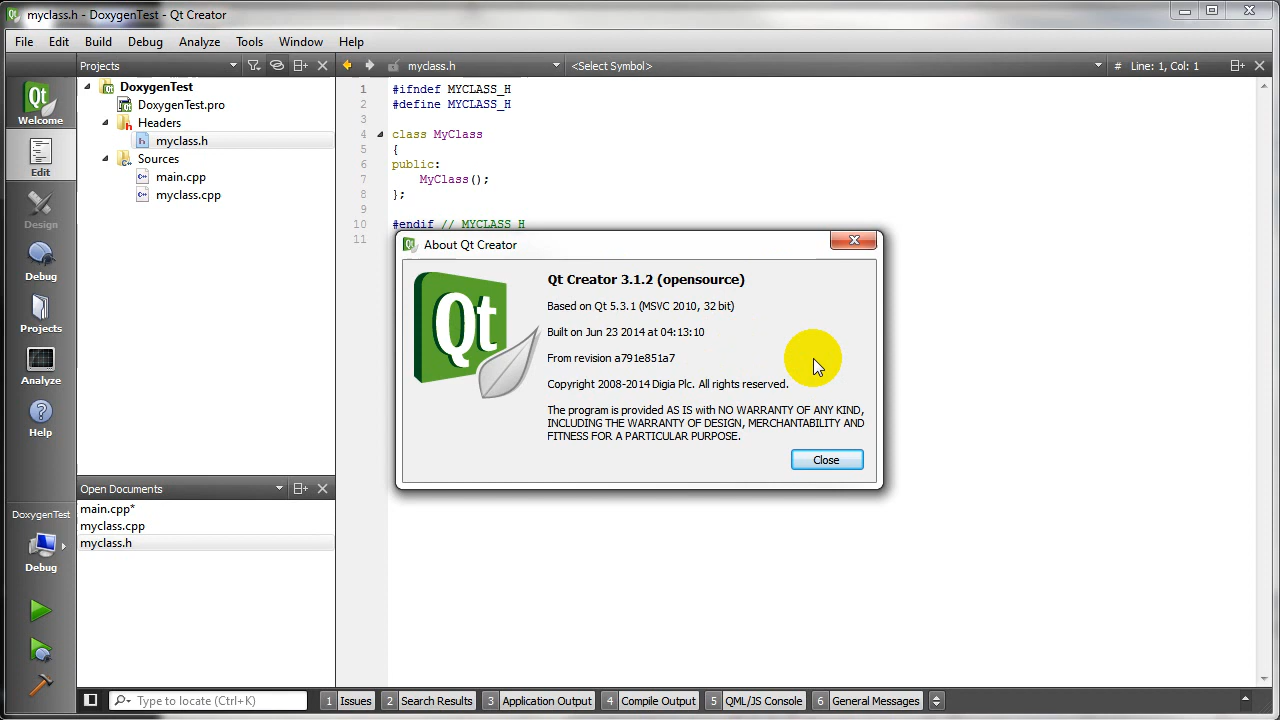 myclass.h - DoxygenTest - Qt Creator
File Edit Build Debug Analyze Tools Window Help
Projects
myclass.h
<Select Symbol>
# Line: 1, Col: 1
Qt
Welcome
Edit
Design
Debug
Projects
Analyze
Help
DoxygenTest
Debug
DoxygenTest
DoxygenTest.pro
Headers
myclass.h
Sources
main.cpp
myclass.cpp
Open Documents
main.cpp*
myclass.cpp
myclass.h
1 #ifndef MYCLASS_H
2 #define MYCLASS_H
3
4 class MyClass
5 {
6 public:
7 MyClass();
8 };
9
10 #endif // MYCLASS_H
11
About Qt Creator
Qt
Qt Creator 3.1.2 (opensource)
Based on Qt 5.3.1 (MSVC 2010, 32 bit)
Built on Jun 23 2014 at 04:13:10
From revision a791e851a7
Copyright 2008-2014 Digia Plc. All rights reserved.
The program is provided AS IS with NO WARRANTY OF ANY KIND,
INCLUDING THE WARRANTY OF DESIGN, MERCHANTABILITY AND
FITNESS FOR A PARTICULAR PURPOSE.
Close
Type to locate (Ctrl+K)
1 Issues 2 Search Results 3 Application Output 4 Compile Output 5 QML/JS Console 6 General Messages